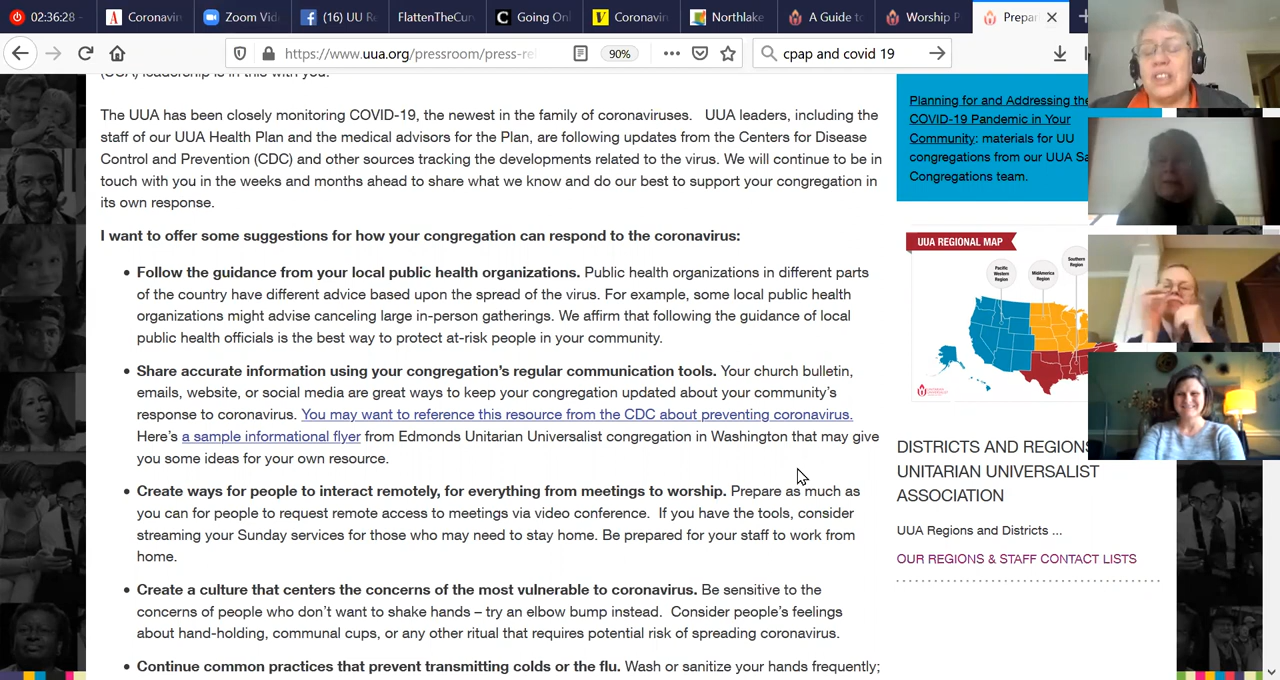 02:36:28
Coronavir
Zoom Vid
(16) UU R
FlattenTheCur
Going Onl
Coronavir
Northlake
A Guide to
Worship P
Prepar
https://www.uua.org/pressroom/press-re
90%
cpap and covid 19
leadership is in this with you.
The UUA has been closely monitoring COVID-19, the newest in the family of coronaviruses. UUA leaders, including the
staff of our UUA Health Plan and the medical advisors for the Plan, are following updates from the Centers for Disease
Control and Prevention (CDC) and other sources tracking the developments related to the virus. We will continue to be in
touch with you in the weeks and months ahead to share what we know and do our best to support your congregation in
its own response.
I want to offer some suggestions for how your congregation can respond to the coronavirus:
• Follow the guidance from your local public health organizations. Public health organizations in different parts
of the country have different advice based upon the spread of the virus. For example, some local public health
organizations might advise canceling large in-person gatherings. We affirm that following the guidance of local
public health officials is the best way to protect at-risk people in your community.
• Share accurate information using your congregation's regular communication tools. Your church bulletin,
emails, website, or social media are great ways to keep your congregation updated about your community's
response to coronavirus. You may want to reference this resource from the CDC about preventing coronavirus.
Here's a sample informational flyer from Edmonds Unitarian Universalist congregation in Washington that may give
you some ideas for your own resource.
• Create ways for people to interact remotely, for everything from meetings to worship. Prepare as much as
you can for people to request remote access to meetings via video conference. If you have the tools, consider
streaming your Sunday services for those who may need to stay home. Be prepared for your staff to work from
home.
• Create a culture that centers the concerns of the most vulnerable to coronavirus. Be sensitive to the
concerns of people who don't want to shake hands – try an elbow bump instead. Consider people's feelings
about hand-holding, communal cups, or any other ritual that requires potential risk of spreading coronavirus.
• Continue common practices that prevent transmitting colds or the flu. Wash or sanitize your hands frequently;
Planning for and Addressing the
COVID-19 Pandemic in Your
Community: materials for UU
congregations from our UUA Sa
Congregations team.
UUA REGIONAL MAP
Pacific
Western
Region
MidAmerica
Region
Southern
Region
DISTRICTS AND REGIONS
UNITARIAN UNIVERSALIST
ASSOCIATION
UUA Regions and Districts ...
OUR REGIONS & STAFF CONTACT LISTS